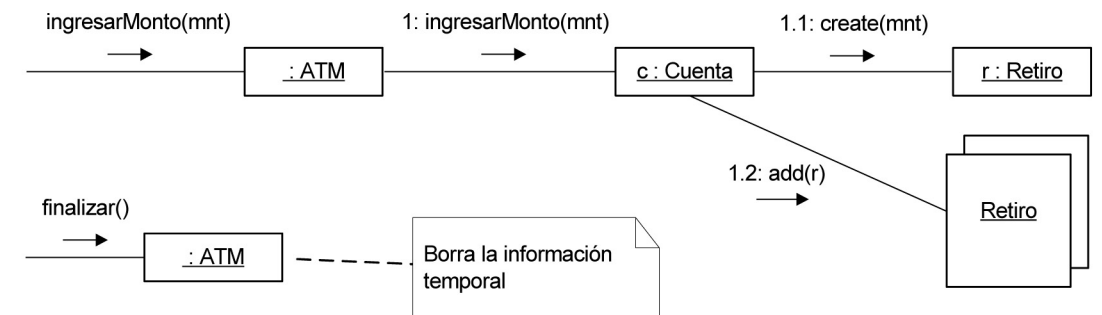 ingresarMonto(mnt)
1: ingresarMonto(mnt)
1.1: create(mnt)
: ATM
c : Cuenta
r : Retiro
1.2: add(r)
Retiro
finalizar()
: ATM
Borra la información
temporal